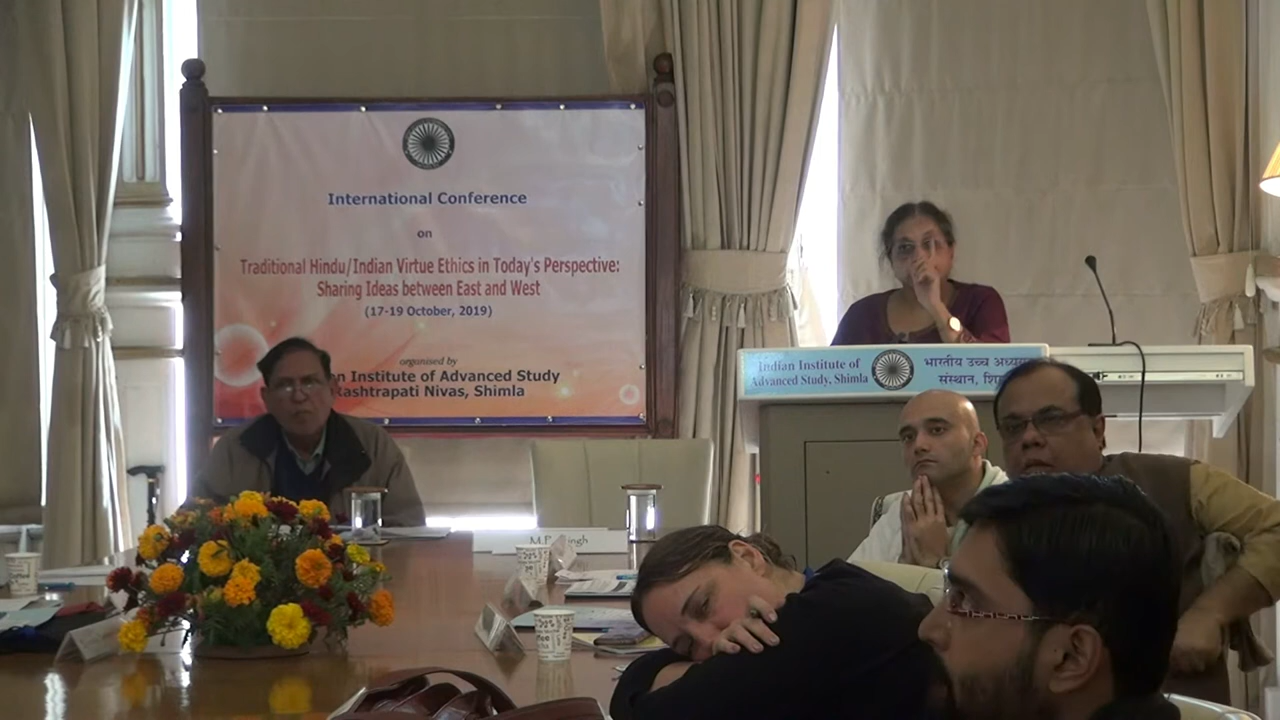 International Conference
on
Traditional Hindu/Indian Virtue Ethics in Today's Perspective:
Sharing Ideas between East and West
(17-19 October, 2019)
organised by
n Institute of Advanced Study
Rashtrapati Nivas, Shimla
Indian Institute of
Advanced Study, Shimla
भारतीय उच्च अध्ययन
संस्थान, शि